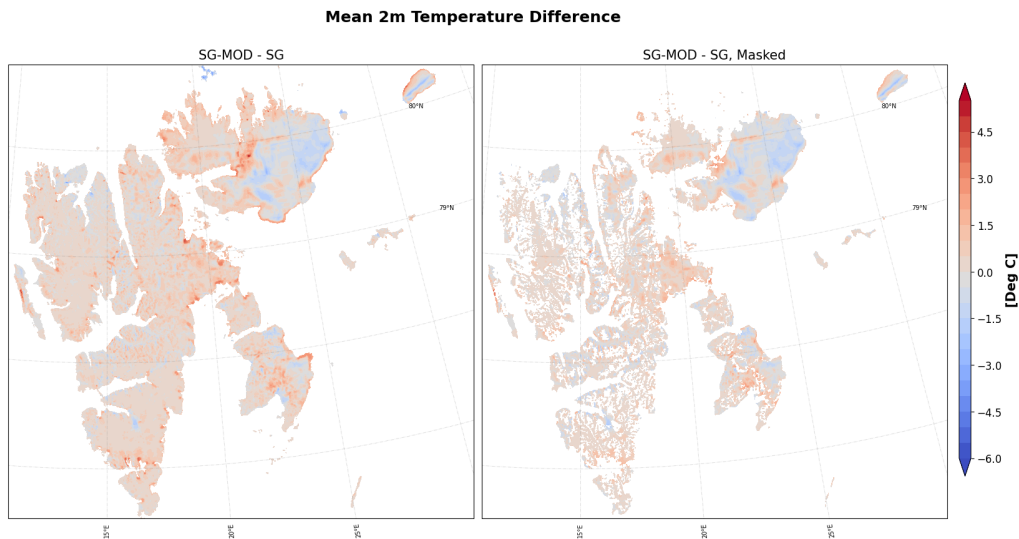 Mean 2m Temperature Difference
SG-MOD - SG
SG-MOD - SG, Masked
80°N
80°N
79°N
79°N
4.5
3.0
1.5
0.0
−1.5
−3.0
−4.5
−6.0
[Deg C]
15°E
20°E
25°E
15°E
20°E
25°E